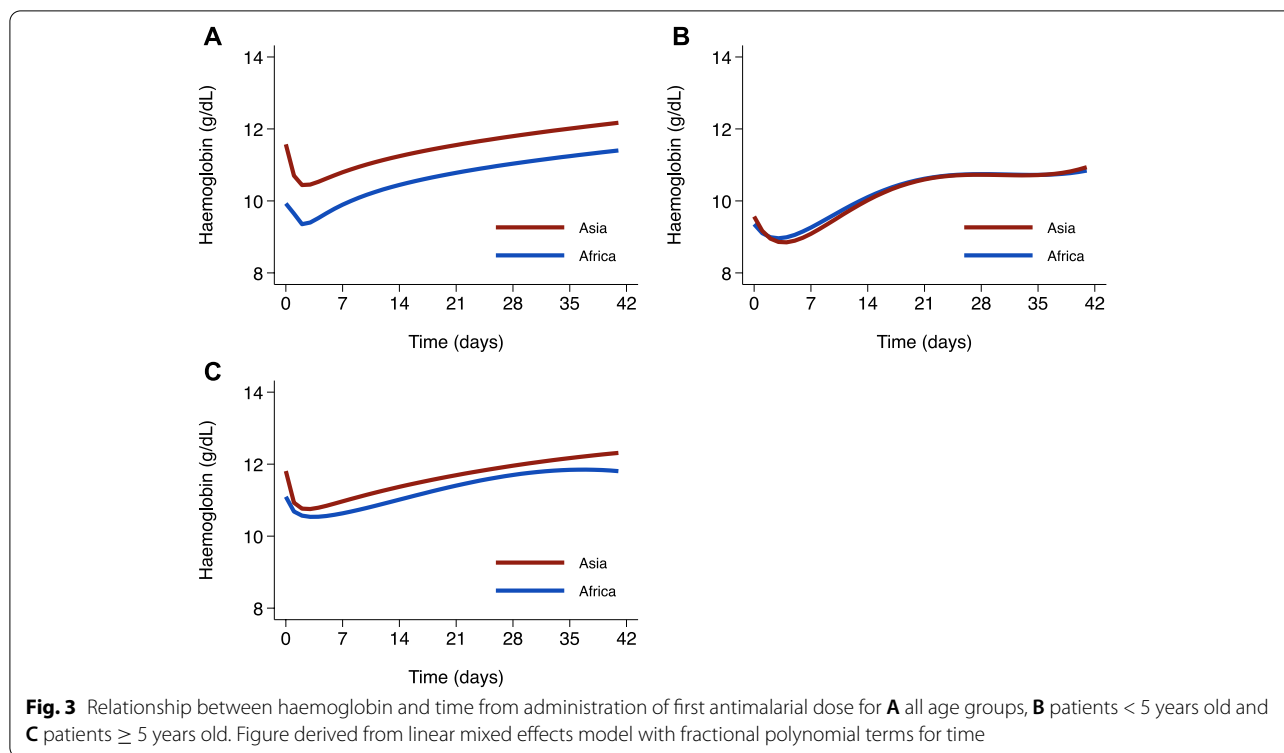 A
Haemoglobin (g/dL)
14
12
10
8
Asia
Africa
0 7 14 21 28 35 42
Time (days)
B
Haemoglobin (g/dL)
14
12
10
8
Asia
Africa
0 7 14 21 28 35 42
Time (days)
C
Haemoglobin (g/dL)
14
12
10
8
Asia
Africa
0 7 14 21 28 35 42
Time (days)
Fig. 3 Relationship between haemoglobin and time from administration of first antimalarial dose for A all age groups, B patients < 5 years old and
C patients ≥ 5 years old. Figure derived from linear mixed effects model with fractional polynomial terms for time